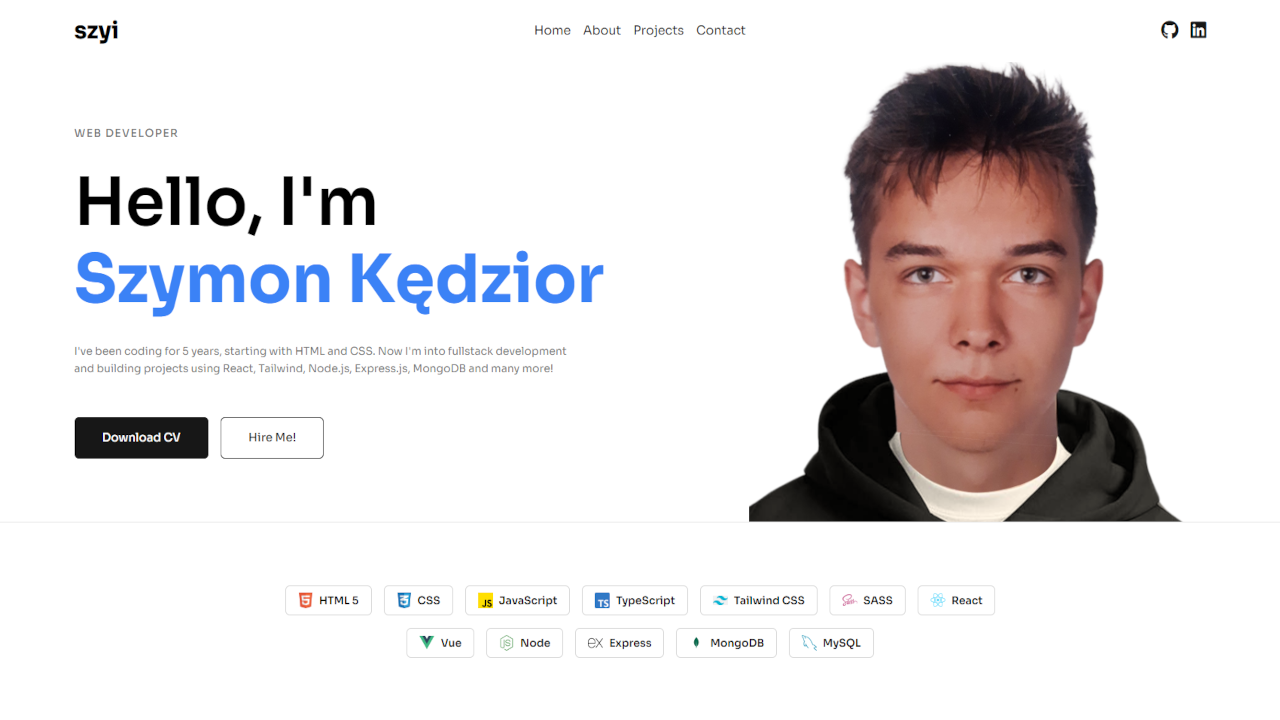 szyi
Home About Projects Contact
WEB DEVELOPER
Hello, I'm
Szymon Kędzior
I've been coding for 5 years, starting with HTML and CSS. Now I'm into fullstack development
and building projects using React, Tailwind, Node.js, Express.js, MongoDB and many more!
Download CV Hire Me!
HTML 5 CSS JS JavaScript TS TypeScript Tailwind CSS Sass SASS React
Vue Node ex Express MongoDB MySQL